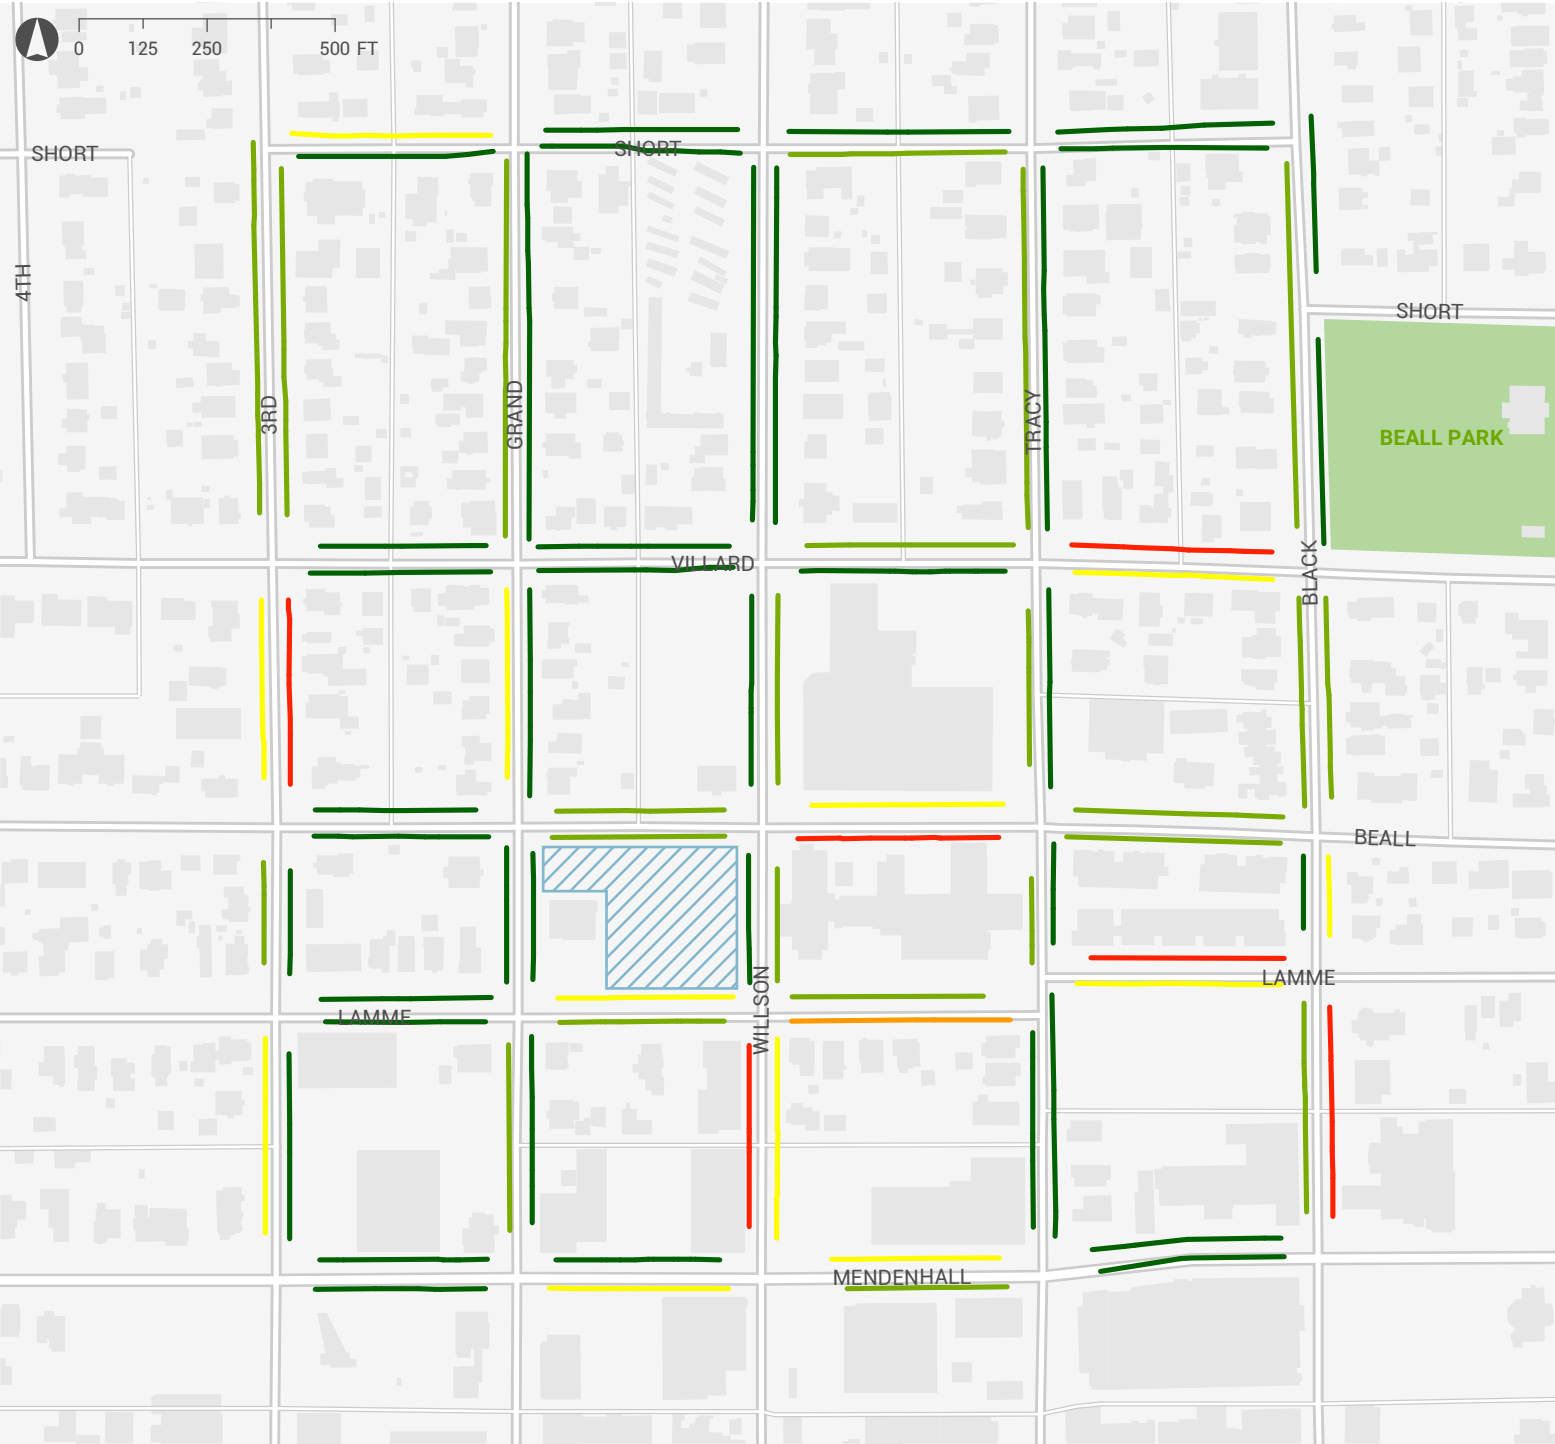 0 125 250 500 FT
SHORT
SHORT
4TH
SHORT
3RD
GRAND
TRACY
BEALL PARK
VILLARD
BLACK
BEALL
LAMME
WILLSON
LAMME
MENDENHALL